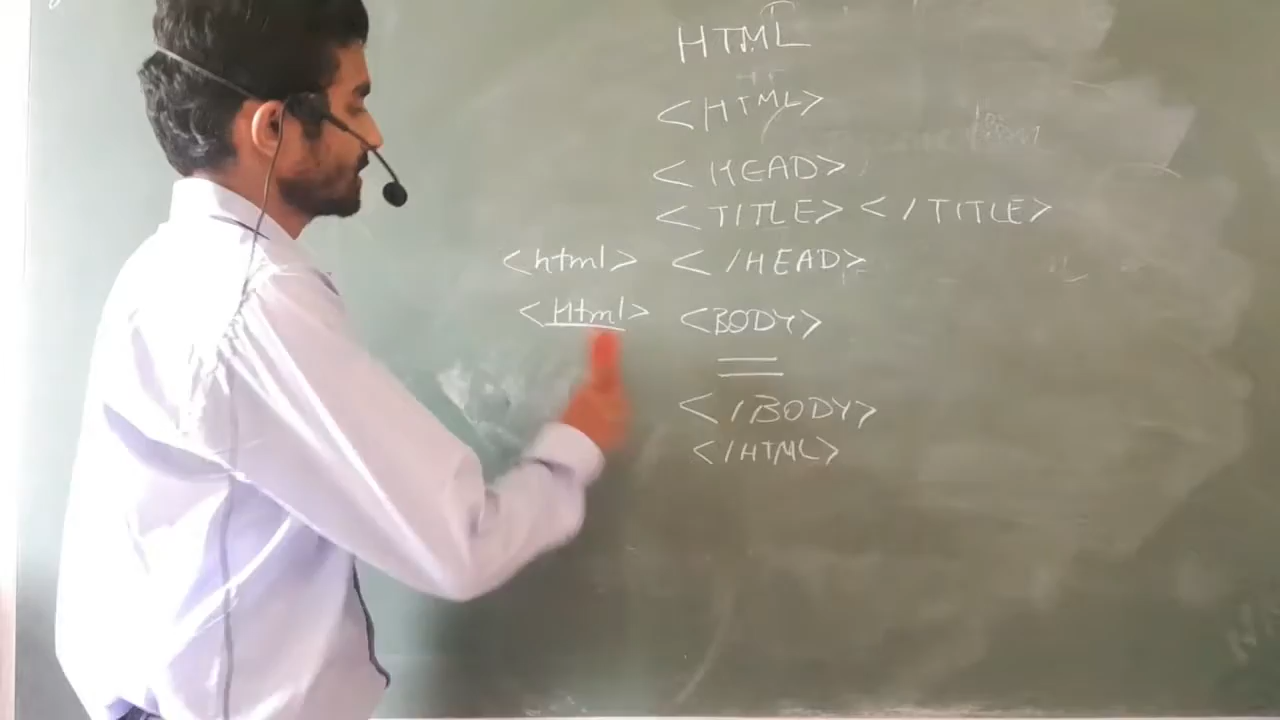 HTML
<HTML>
<HEAD>
<TITLE> </TITLE>
<html> </HEAD>
<Html> <BODY>
</BODY>
</HTML>